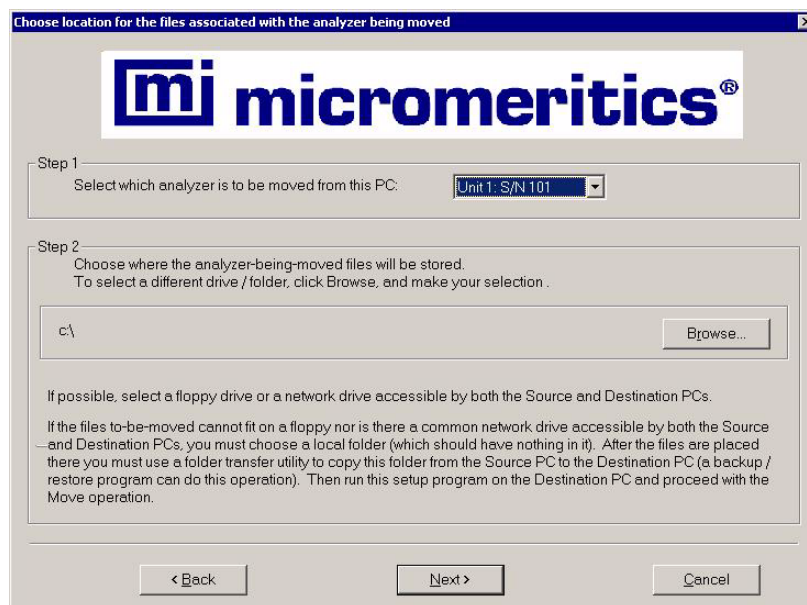 Choose location for the files associated with the analyzer being moved
mi micromeritics®
Step 1
Select which analyzer is to be moved from this PC:
Unit 1: S/N 101
Step 2
Choose where the analyzer-being-moved files will be stored.
To select a different drive / folder, click Browse, and make your selection .
c:\
Browse...
If possible, select a floppy drive or a network drive accessible by both the Source and Destination PCs.
If the files to-be-moved cannot fit on a floppy nor is there a common network drive accessible by both the Source
and Destination PCs, you must choose a local folder (which should have nothing in it). After the files are placed
there you must use a folder transfer utility to copy this folder from the Source PC to the Destination PC (a backup /
restore program can do this operation). Then run this setup program on the Destination PC and proceed with the
Move operation.
< Back
Next >
Cancel